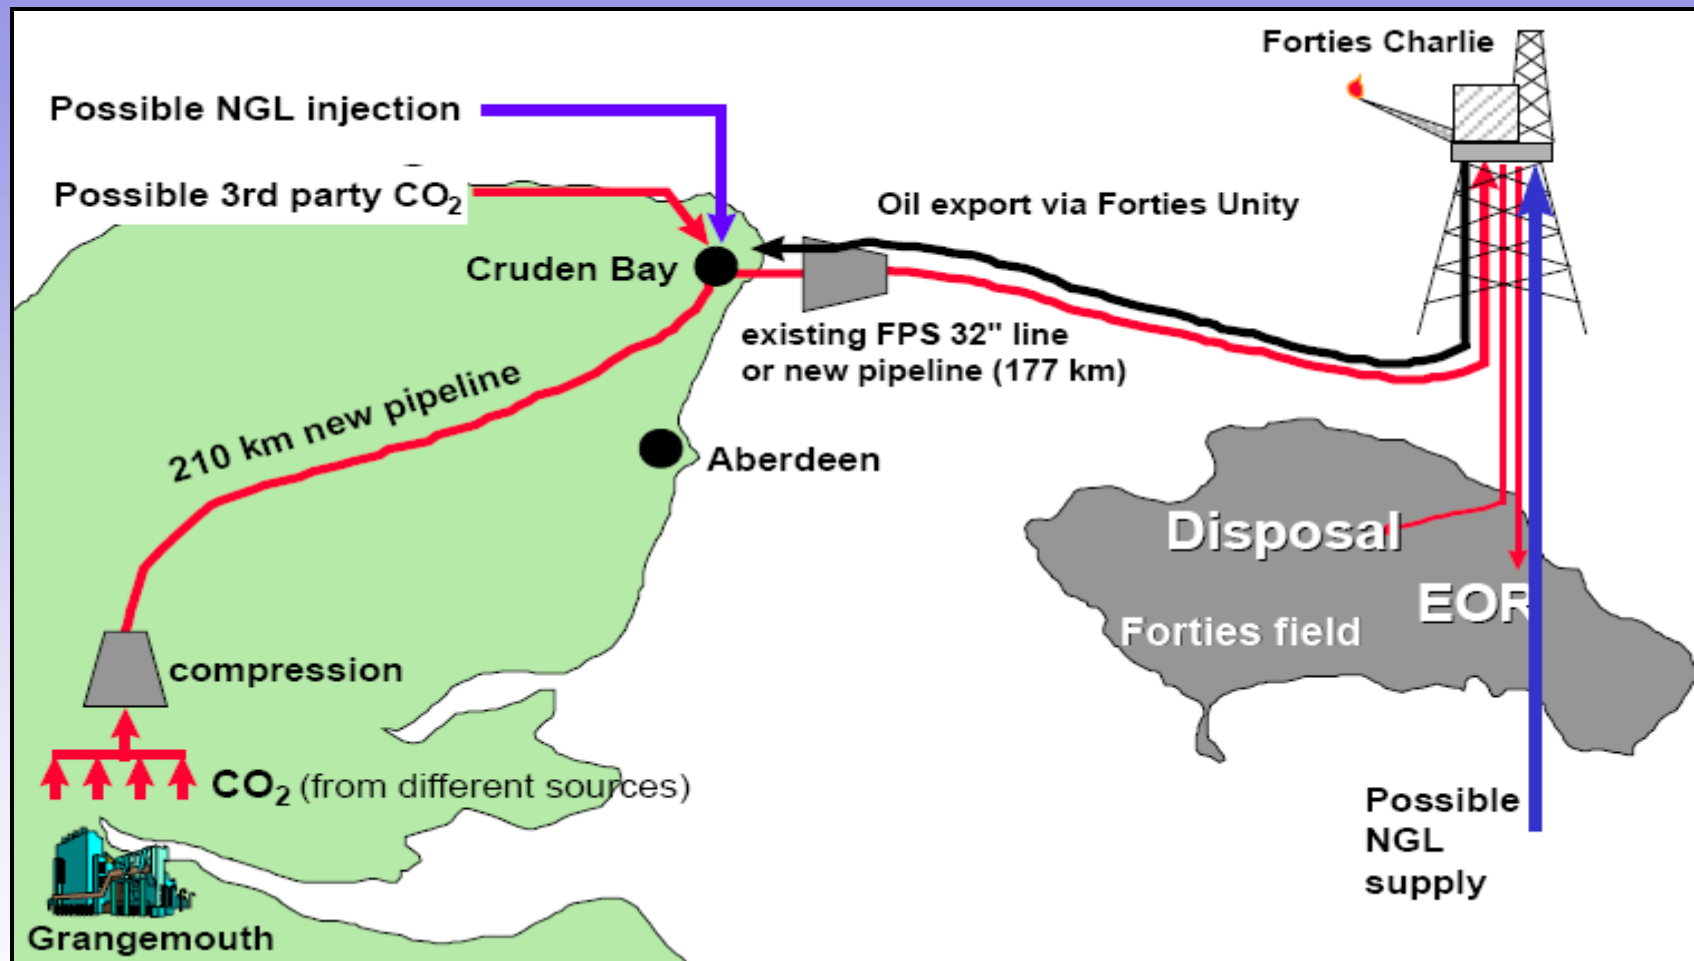 Forties Charlie
Possible NGL injection
Possible 3rd party CO₂
Oil export via Forties Unity
Cruden Bay
existing FPS 32" line
or new pipeline (177 km)
210 km new pipeline
Aberdeen
Disposal
EOR
Forties field
compression
CO₂ (from different sources)
Possible
NGL
supply
Grangemouth